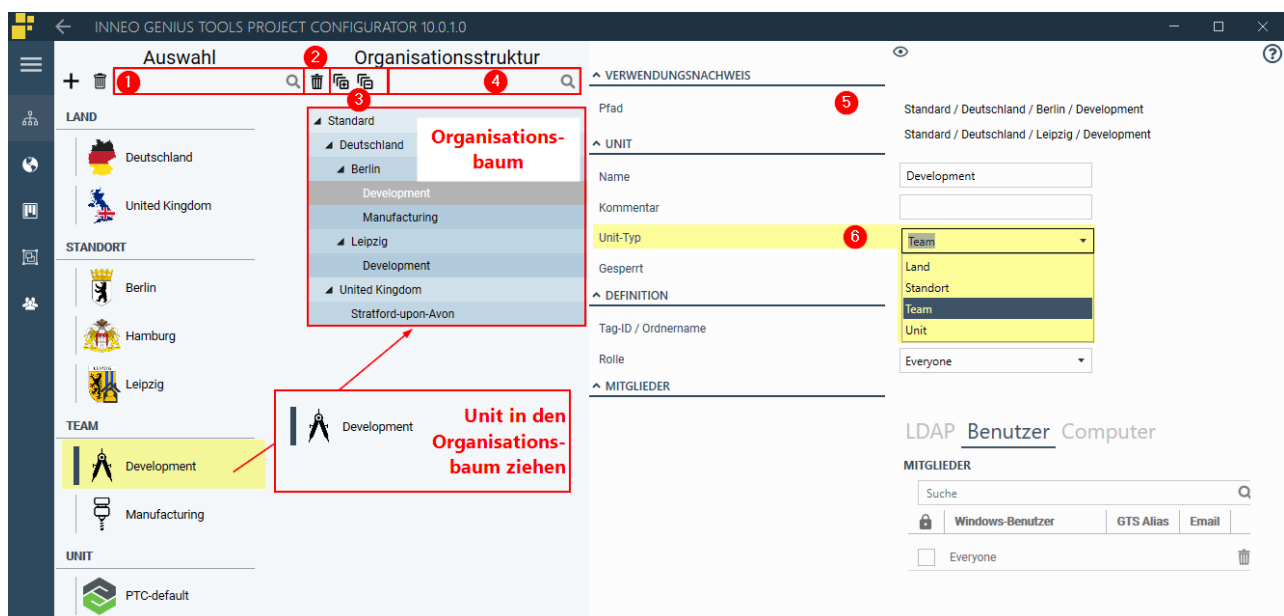 INNEO GENIUS TOOLS PROJECT CONFIGURATOR 10.0.1.0
Auswahl
1
LAND
Deutschland
United Kingdom
STANDORT
Berlin
Hamburg
LEIPZIG
Leipzig
TEAM
Development
Manufacturing
UNIT
PTC-default
2
Organisationsstruktur
3
4
Standard
Deutschland
Berlin
Development
Manufacturing
Leipzig
Development
United Kingdom
Stratford-upon-Avon
Organisations-
baum
Development
Unit in den
Organisations-
baum ziehen
VERWENDUNGSNACHWEIS
Pfad
5
Standard / Deutschland / Berlin / Development
Standard / Deutschland / Leipzig / Development
UNIT
Name
Development
Kommentar
Unit-Typ
6
Team
Land
Standort
Team
Unit
Gesperrt
DEFINITION
Tag-ID / Ordnername
Rolle
Everyone
MITGLIEDER
LDAP Benutzer Computer
MITGLIEDER
Suche
Windows-Benutzer GTS Alias Email
Everyone